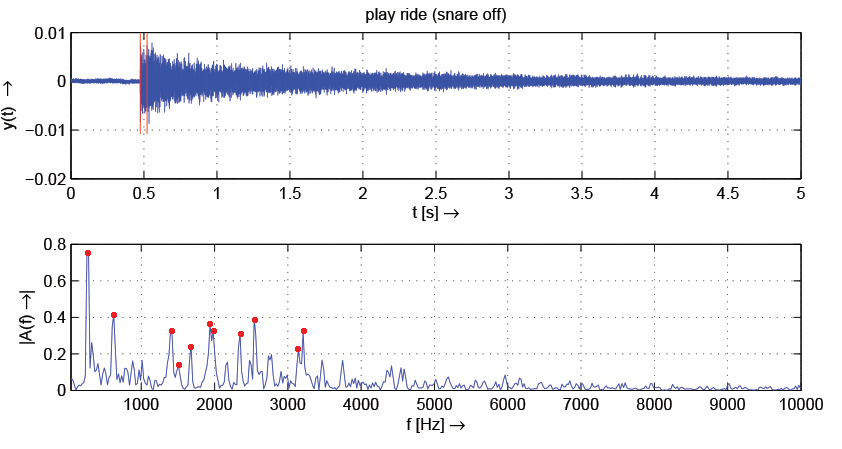 play ride (snare off)
0.01
0
−0.01
−0.02
y(t) →
0 0.5 1 1.5 2 2.5 3 3.5 4 4.5 5
t [s] →
0.8
0.6
0.4
0.2
0
|A(f) →|
1000 2000 3000 4000 5000 6000 7000 8000 9000 10000
f [Hz] →